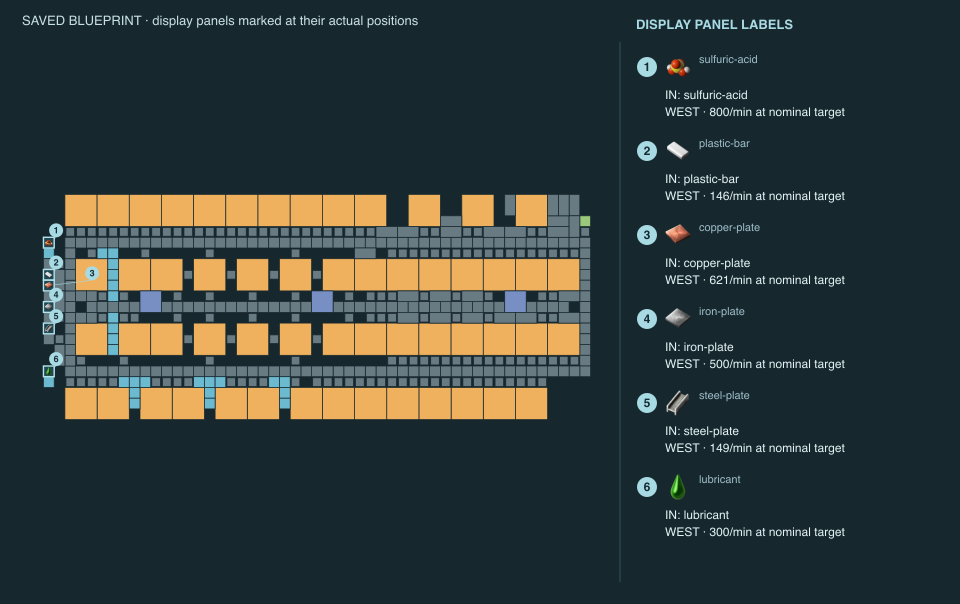 SAVED BLUEPRINT · display panels marked at their actual positions
DISPLAY PANEL LABELS
1 sulfuric-acid
IN: sulfuric-acid
WEST · 800/min at nominal target
2 plastic-bar
IN: plastic-bar
WEST · 146/min at nominal target
3 copper-plate
IN: copper-plate
WEST · 621/min at nominal target
4 iron-plate
IN: iron-plate
WEST · 500/min at nominal target
5 steel-plate
IN: steel-plate
WEST · 149/min at nominal target
6 lubricant
IN: lubricant
WEST · 300/min at nominal target
1
2
3
4
5
6